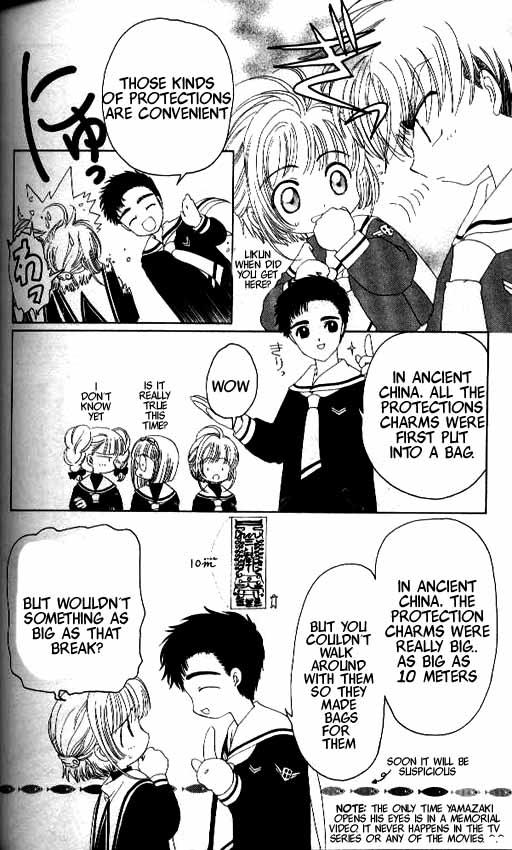 THOSE KINDS
OF PROTECTIONS
ARE CONVENIENT
にゅっ
わっ
LIKUN
WHEN DID
YOU GET
HERE?
きりっ
IN ANCIENT
CHINA. ALL THE
PROTECTIONS
CHARMS WERE
FIRST PUT
INTO A BAG.
WOW
IS IT
REALLY
TRUE
THIS
TIME?
I
DON'T
KNOW
YET
10m
IN ANCIENT
CHINA. THE
PROTECTION
CHARMS WERE
REALLY BIG.
AS BIG AS
10 METERS
BUT YOU
COULDN'T
WALK
AROUND
WITH THEM
SO THEY
MADE
BAGS
FOR
THEM
BUT WOULDN'T
SOMETHING AS
BIG AS THAT
BREAK?
SOON IT WILL BE
SUSPICIOUS
NOTE: THE ONLY TIME YAMAZAKI
OPENS HIS EYES IS IN A MEMORIAL
VIDEO. IT NEVER HAPPENS IN THE TV
SERIES OR ANY OF THE MOVIES. ^.^